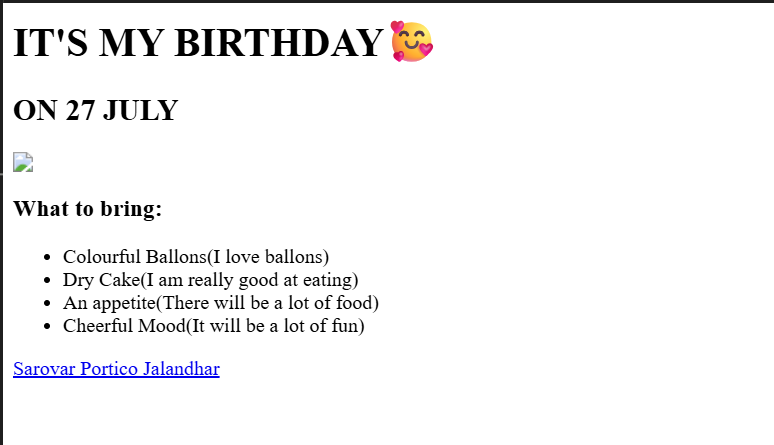 IT'S MY BIRTHDAY🥰
ON 27 JULY
What to bring:
• Colourful Ballons(I love ballons)
• Dry Cake(I am really good at eating)
• An appetite(There will be a lot of food)
• Cheerful Mood(It will be a lot of fun)
Sarovar Portico Jalandhar